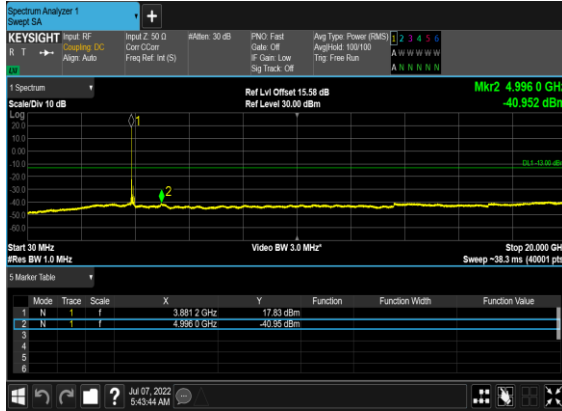 Spectrum Analyzer 1
Swept SA
+
KEYSIGHT Input: RF Input Z: 50 Ω #Atten: 30 dB PNO: Fast Avg Type: Power (RMS) 1 2 3 4 5 6
R T Coupling: DC Corr CCorr Gate: Off Avg|Hold: 100/100 A W W W W W
Align: Auto Freq Ref: Int (S) IF Gain: Low Trig: Free Run
Sig Track: Off A N N N N N
1 Spectrum Ref Lvl Offset 15.58 dB Mkr2 4.996 0 GHz
Scale/Div 10 dB Ref Level 30.00 dBm -40.952 dBm
Log
20.0
10.0
0.00
-10.0
-20.0
-30.0
-40.0
-50.0
-60.0
1
2
DL1 -13.00 dBm
Start 30 MHz Video BW 3.0 MHz* Stop 20.000 GHz
#Res BW 1.0 MHz Sweep ~38.3 ms (40001 pts)
5 Marker Table
Mode Trace Scale X Y Function Function Width Function Value
1 N 1 f 3.881 2 GHz 17.83 dBm
2 N 1 f 4.996 0 GHz -40.95 dBm
3
4
5
6
? Jul 07, 2022
5:43:44 AM